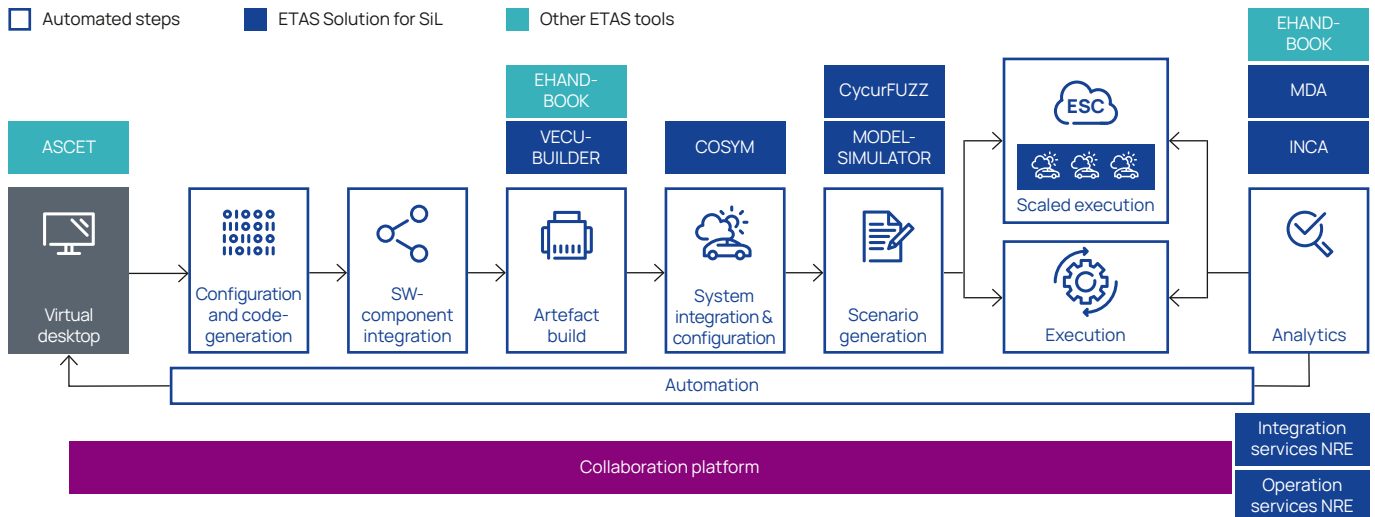 Automated steps
ETAS Solution for SiL
Other ETAS tools
ASCET
EHAND-
BOOK
VECU-
BUILDER
COSYM
CycurFUZZ
MODEL-
SIMULATOR
ESC
Scaled execution
EHAND-
BOOK
MDA
INCA
Virtual
desktop
Configuration
and code-
generation
SW-
component
integration
Artefact
build
System
integration &
configuration
Scenario
generation
Execution
Analytics
Automation
Collaboration platform
Integration
services NRE
Operation
services NRE